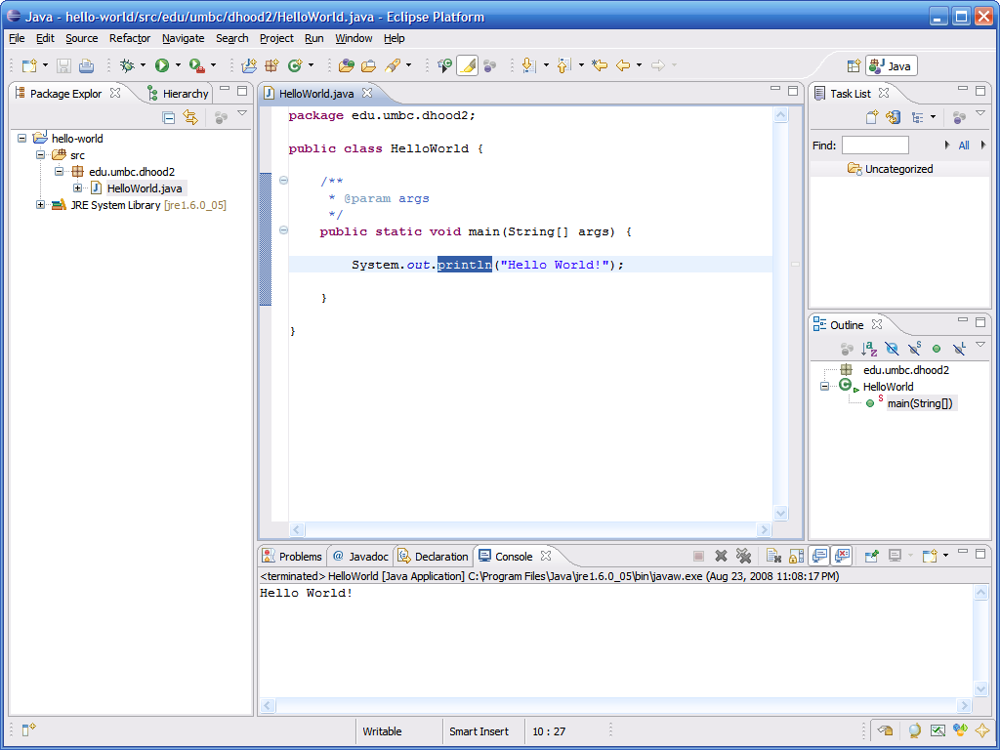 Java - hello-world/src/edu/umbc/dhood2/HelloWorld.java - Eclipse Platform
File Edit Source Refactor Navigate Search Project Run Window Help
Java
Package Explor Hierarchy
hello-world
src
edu.umbc.dhood2
HelloWorld.java
JRE System Library [jre1.6.0_05]
HelloWorld.java
package edu.umbc.dhood2;
public class HelloWorld {
/**
* @param args
*/
public static void main(String[] args) {
System.out.println("Hello World!");
}
}
Task List
Find: All
Uncategorized
Outline
edu.umbc.dhood2
HelloWorld
main(String[])
Problems @ Javadoc Declaration Console
<terminated> HelloWorld [Java Application] C:\Program Files\Java\jre1.6.0_05\bin\javaw.exe (Aug 23, 2008 11:08:17 PM)
Hello World!
Writable Smart Insert 10 : 27